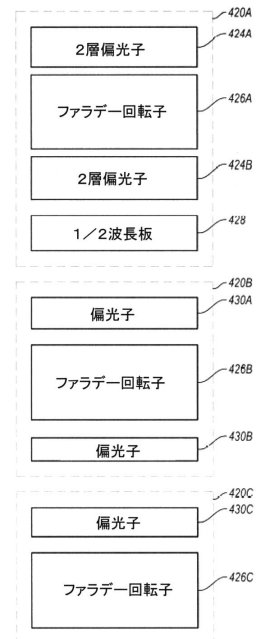 420A
424A
2層偏光子
426A
ファラデー回転子
424B
2層偏光子
428
1/2波長板
420B
430A
偏光子
426B
ファラデー回転子
430B
偏光子
420C
430C
偏光子
426C
ファラデー回転子